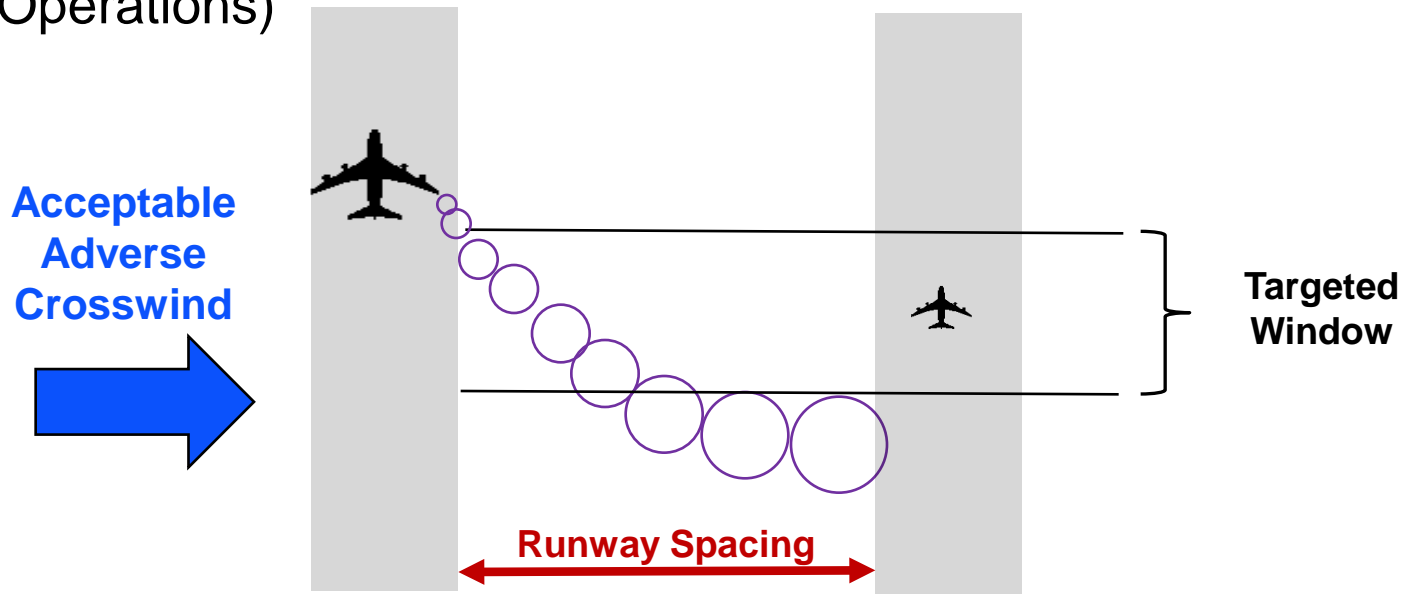 Operations)
Acceptable
Adverse
Crosswind
Targeted
Window
Runway Spacing